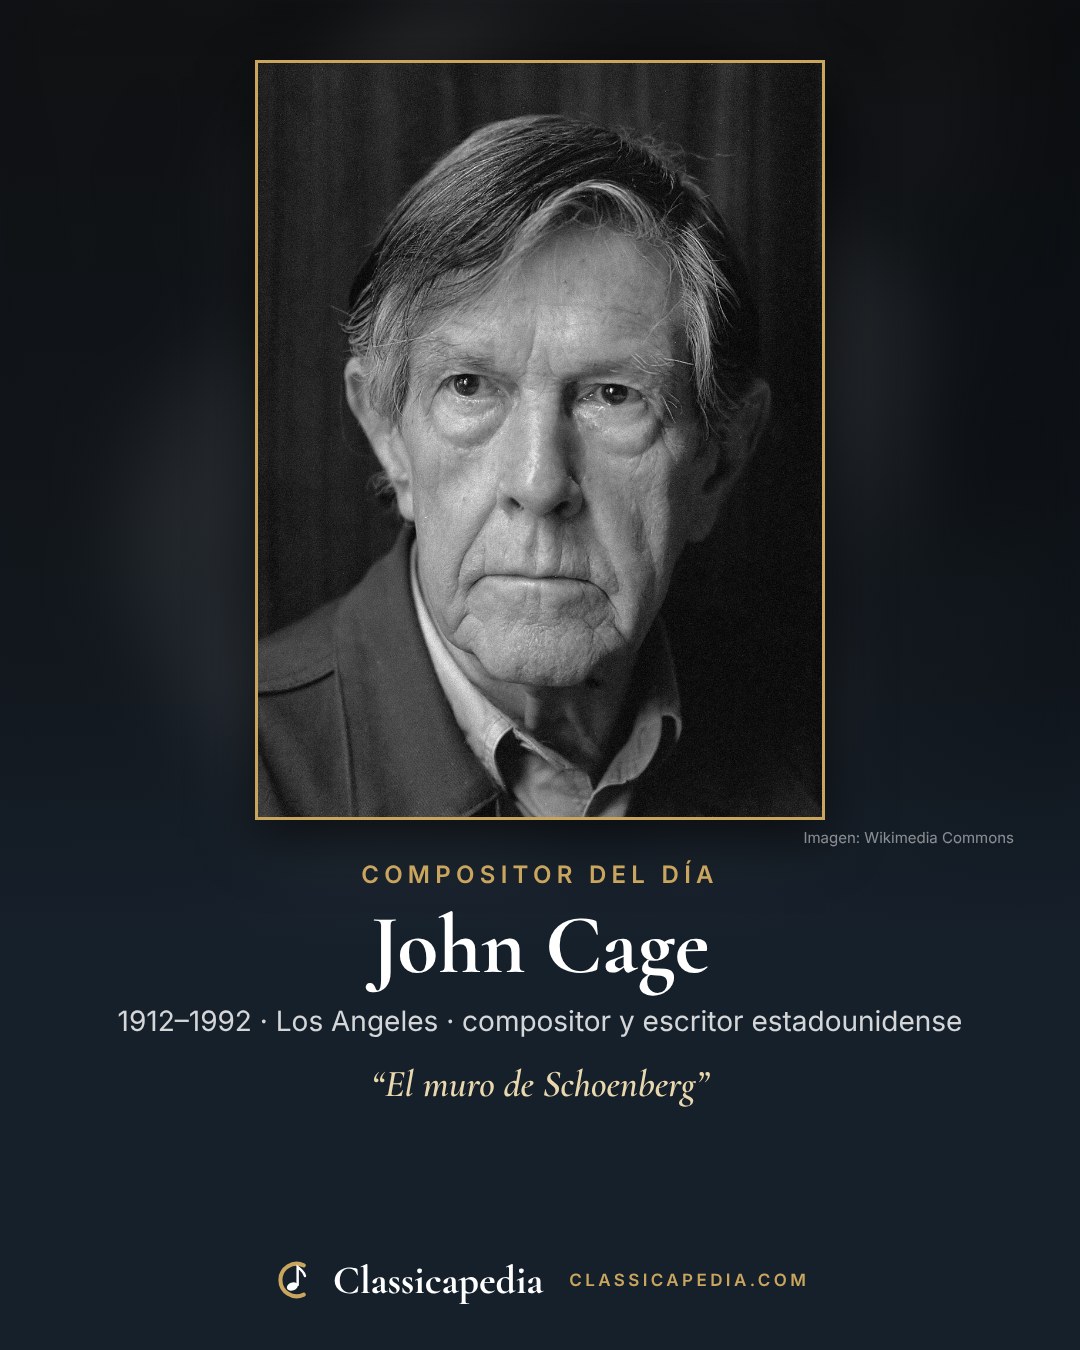 Imagen: Wikimedia Commons
COMPOSITOR DEL DÍA
John Cage
1912–1992 · Los Angeles · compositor y escritor estadounidense
“El muro de Schoenberg”
Classicapedia CLASSICAPEDIA.COM